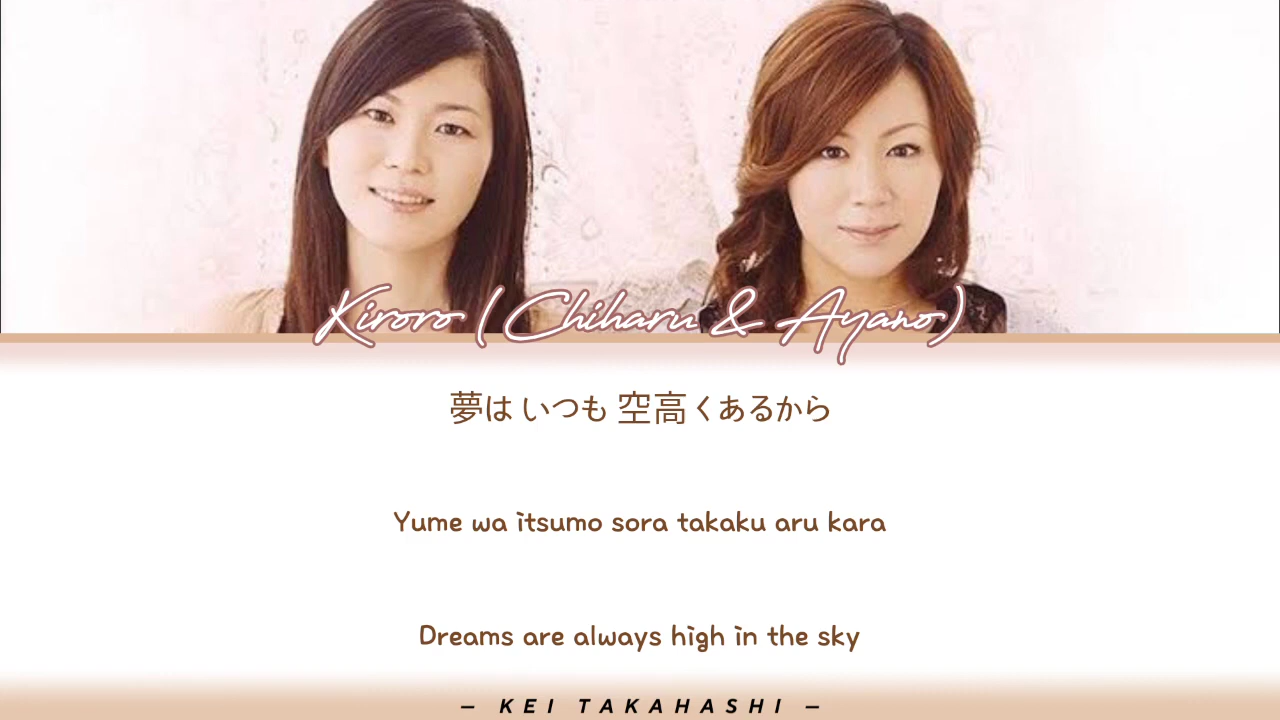 Kiroro (Chiharu & Ayano)
夢は いつも 空高くあるから
Yume wa itsumo sora takaku aru kara
Dreams are always high in the sky
– KEI TAKAHASHI –